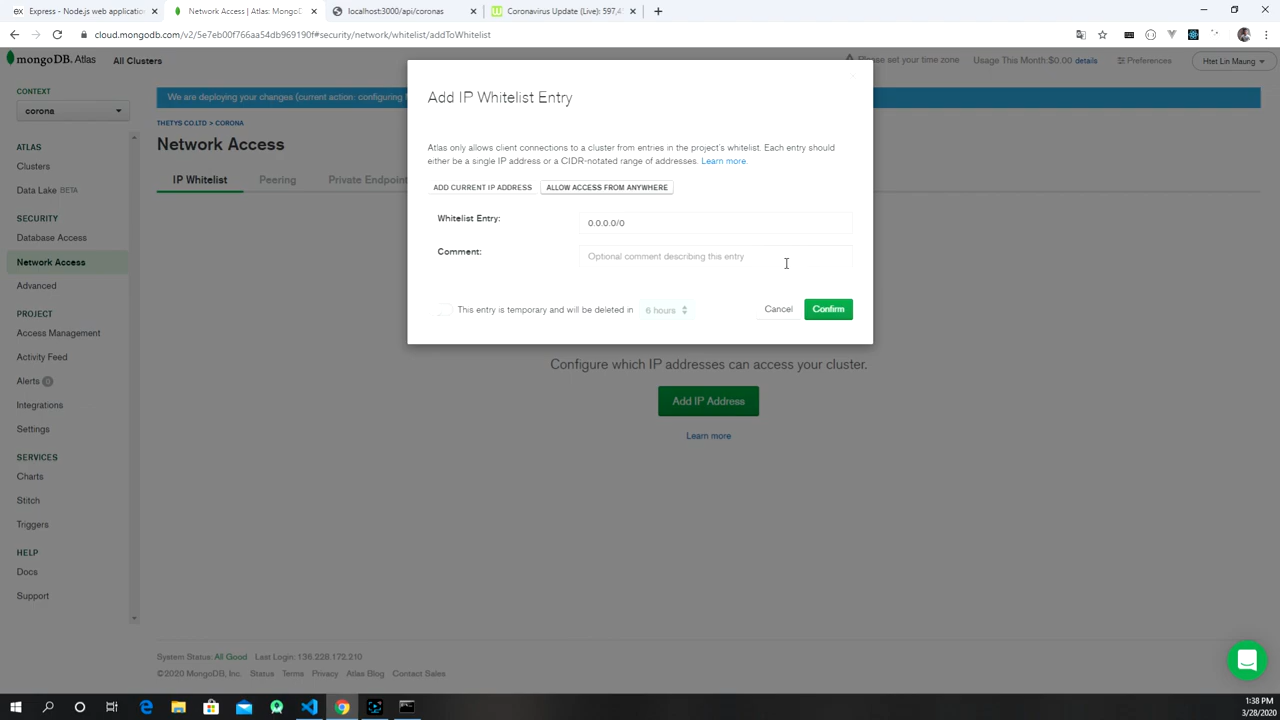 Express - Node.js web application
Network Access | Atlas: MongoD
localhost:3000/api/coronas
Coronavirus Update (Live): 597,4
cloud.mongodb.com/v2/5e7eb00f766aa54db969190f#security/network/whitelist/addToWhitelist
mongoDB. Atlas
All Clusters
Please set your time zone
Usage This Month:$0.00 details
Preferences
Htet Lin Maung
CONTEXT
corona
ATLAS
Clusters
Data Lake BETA
SECURITY
Database Access
Network Access
Advanced
PROJECT
Access Management
Activity Feed
Alerts 0
Integrations
Settings
SERVICES
Charts
Stitch
Triggers
HELP
Docs
Support
We are deploying your changes (current action: configuring
THETYS CO.LTD > CORONA
Network Access
IP Whitelist
Peering
Private Endpoint
Add IP Whitelist Entry
Atlas only allows client connections to a cluster from entries in the project's whitelist. Each entry should
either be a single IP address or a CIDR-notated range of addresses. Learn more.
ADD CURRENT IP ADDRESS
ALLOW ACCESS FROM ANYWHERE
Whitelist Entry:
0.0.0.0/0
Comment:
Optional comment describing this entry
This entry is temporary and will be deleted in
6 hours
Cancel
Confirm
Configure which IP addresses can access your cluster.
Add IP Address
Learn more
System Status: All Good Last Login: 136.228.172.210
©2020 MongoDB, Inc. Status Terms Privacy Atlas Blog Contact Sales
1:38 PM
3/28/2020